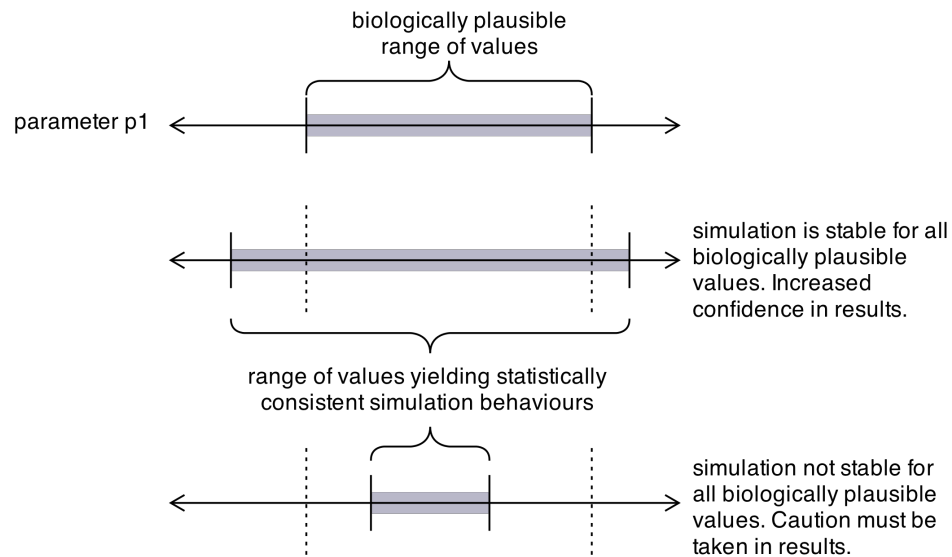 biologically plausible
range of values
parameter p1
simulation is stable for all
biologically plausible
values. Increased
confidence in results.
range of values yielding statistically
consistent simulation behaviours
simulation not stable for
all biologically plausible
values. Caution must be
taken in results.